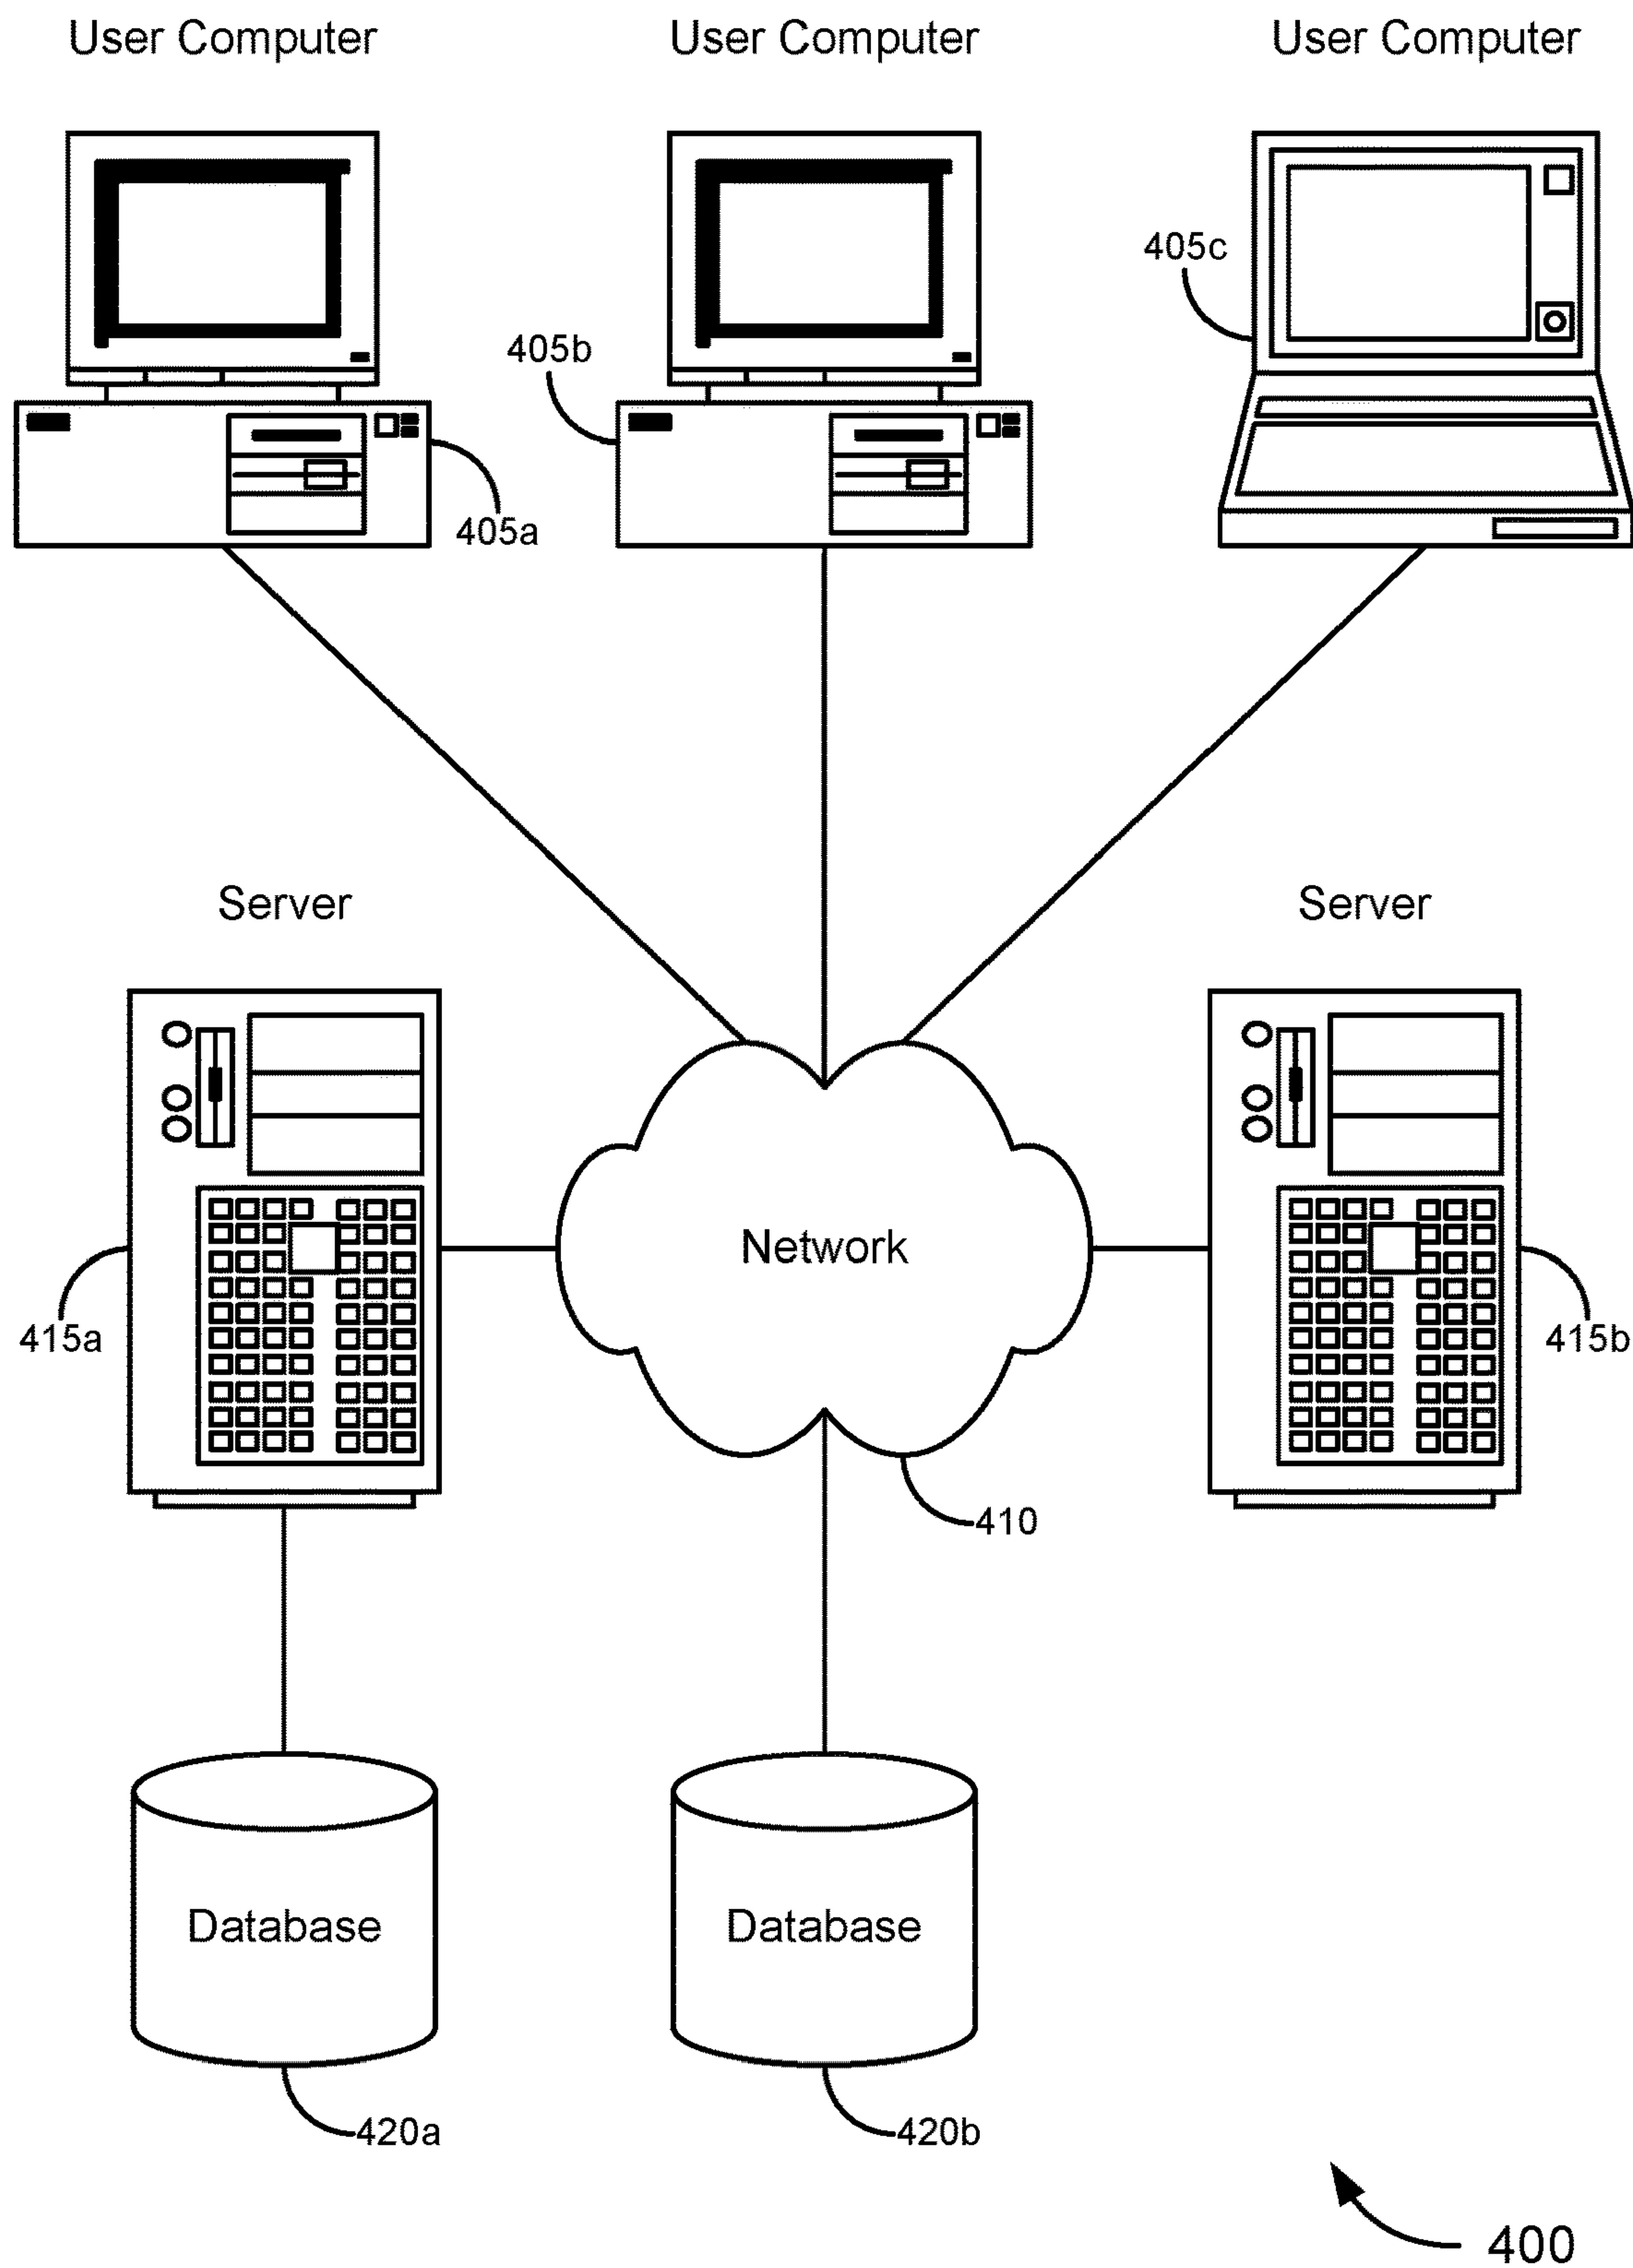 User Computer
User Computer
User Computer
405c
405b
405a
Server
Server
Network
415a
415b
410
Database
Database
420a
420b
400